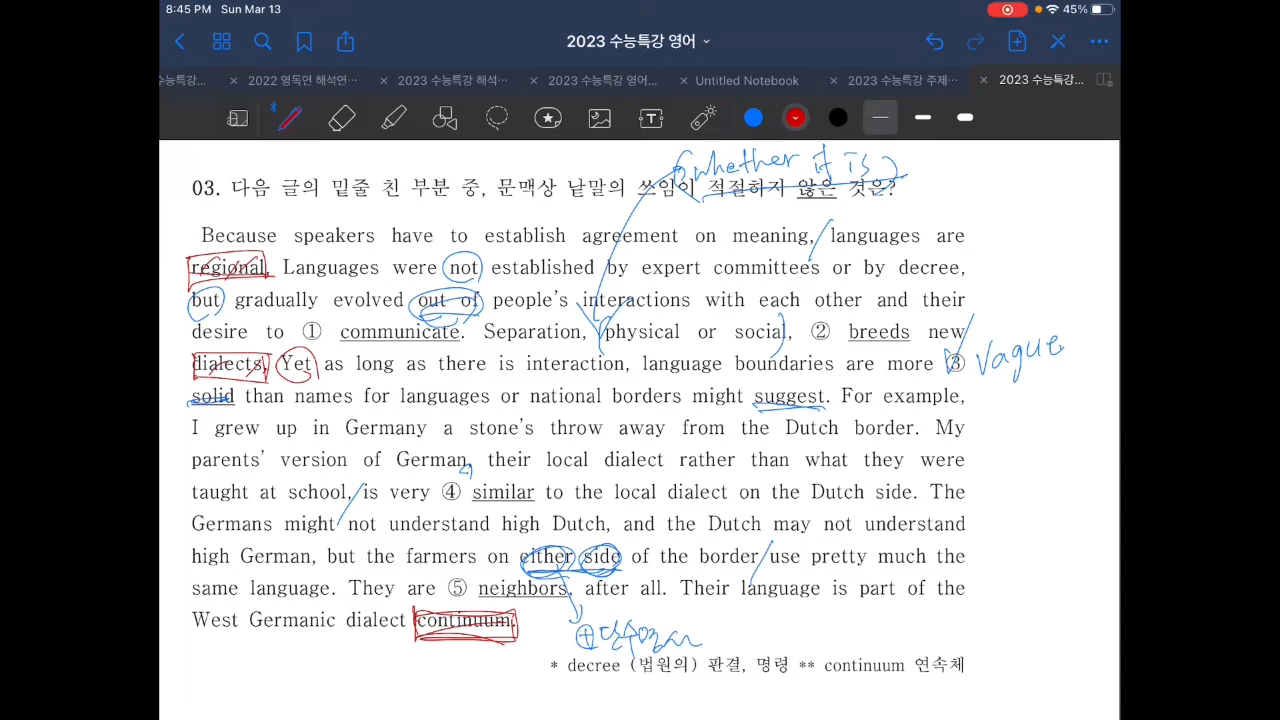 8:45 PM Sun Mar 13
45%
2023 수능특강 영어
수능특강...
2022 영독연 해석연...
2023 수능특강 해석...
2023 수능특강 영어...
Untitled Notebook
2023 수능특강 주제...
2023 수능특강...
(whether it is)
03. 다음 글의 밑줄 친 부분 중, 문맥상 낱말의 쓰임이 적절하지 않은 것은?
Because speakers have to establish agreement on meaning, languages are
regional. Languages were not established by expert committees or by decree,
but gradually evolved out of people's interactions with each other and their
desire to ① communicate. Separation, physical or social, ② breeds new
dialects. Yet as long as there is interaction, language boundaries are more ③
vague
solid than names for languages or national borders might suggest. For example,
I grew up in Germany a stone's throw away from the Dutch border. My
parents' version of German, their local dialect rather than what they were
taught at school, is very ④ similar to the local dialect on the Dutch side. The
Germans might not understand high Dutch, and the Dutch may not understand
high German, but the farmers on either side of the border use pretty much the
same language. They are ⑤ neighbors, after all. Their language is part of the
West Germanic dialect continuum.
⊕단수명사
* decree (법원의) 판결, 명령 ** continuum 연속체